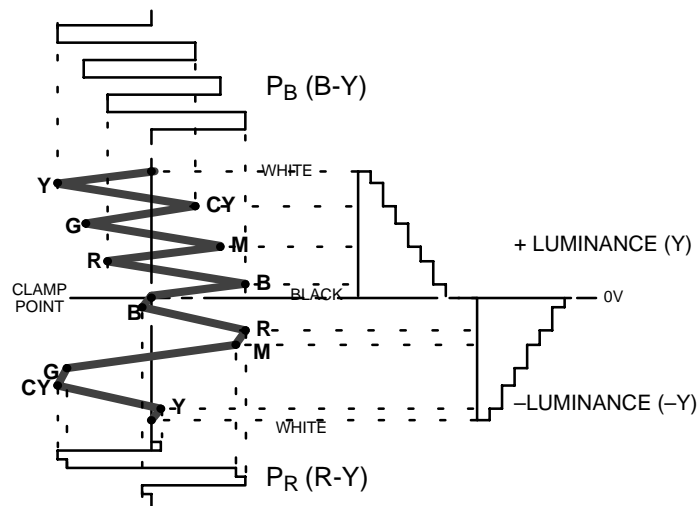 P_B (B-Y)
WHITE
Y
CY
G
M
R
+ LUMINANCE (Y)
B
CLAMP
POINT
BLACK
0V
B
R
M
G
CY
Y
–LUMINANCE (–Y)
WHITE
P_R (R-Y)